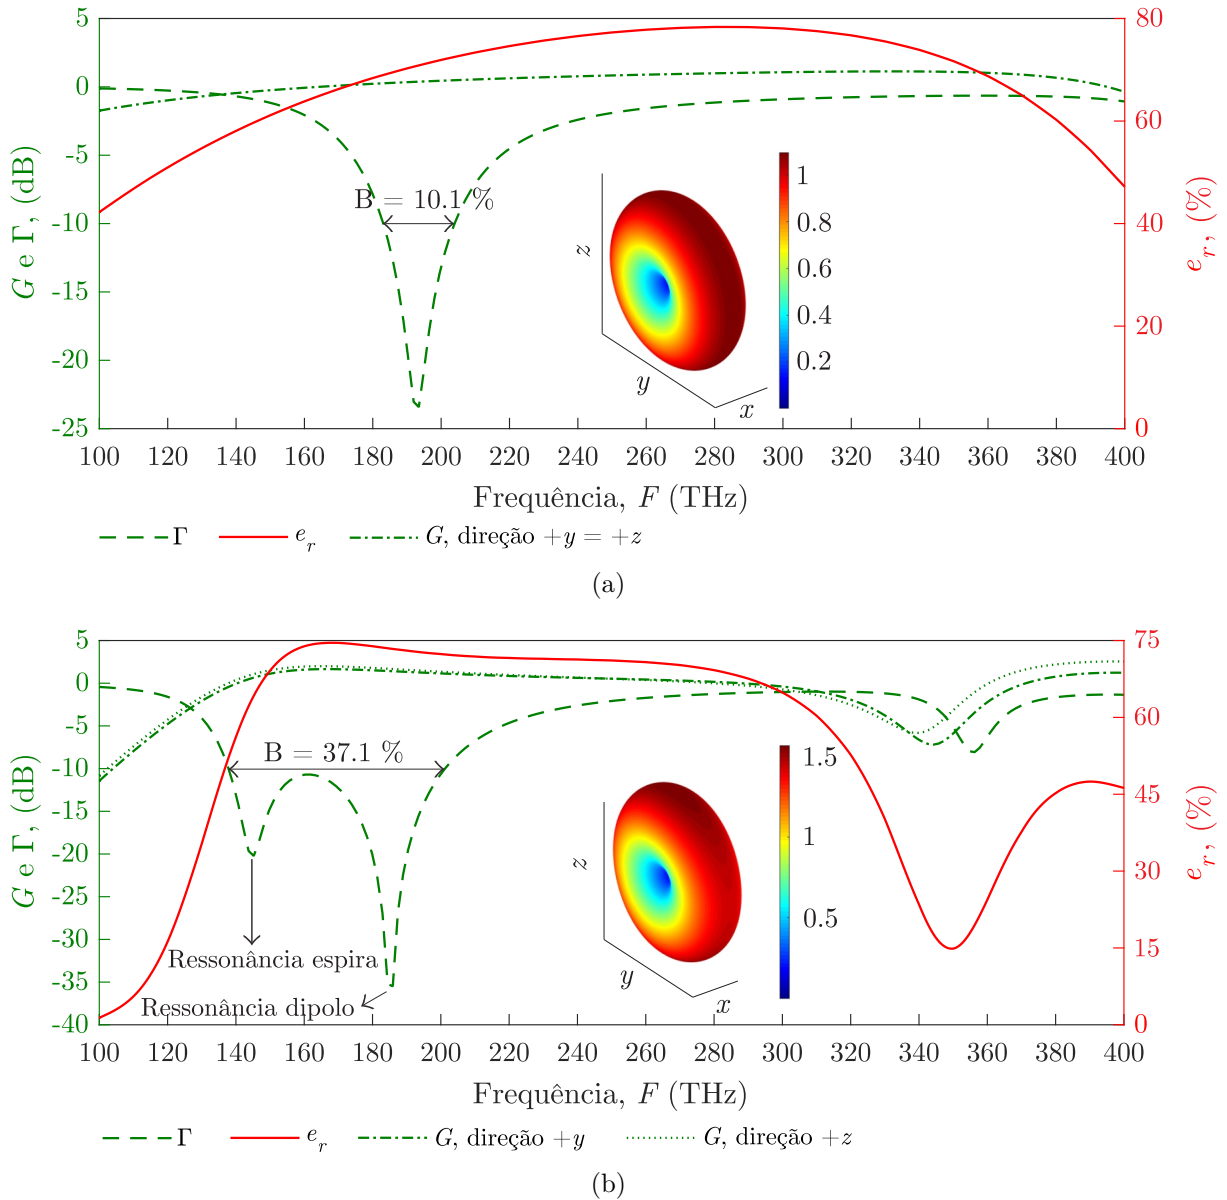 5
0
-5
-10
-15
-20
-25
G e Γ, (dB)
80
60
40
20
0
e_r, (%)
B = 10.1 %
z
y
x
1
0.8
0.6
0.4
0.2
100 120 140 160 180 200 220 240 260 280 300 320 340 360 380 400
Frequência, F (THz)
Γ e_r G, direção +y = +z
(a)
5
0
-5
-10
-15
-20
-25
-30
-35
-40
G e Γ, (dB)
75
60
45
30
15
0
e_r, (%)
B = 37.1 %
Ressonância espira
Ressonância dipolo
z
y
x
1.5
1
0.5
100 120 140 160 180 200 220 240 260 280 300 320 340 360 380 400
Frequência, F (THz)
Γ e_r G, direção +y G, direção +z
(b)